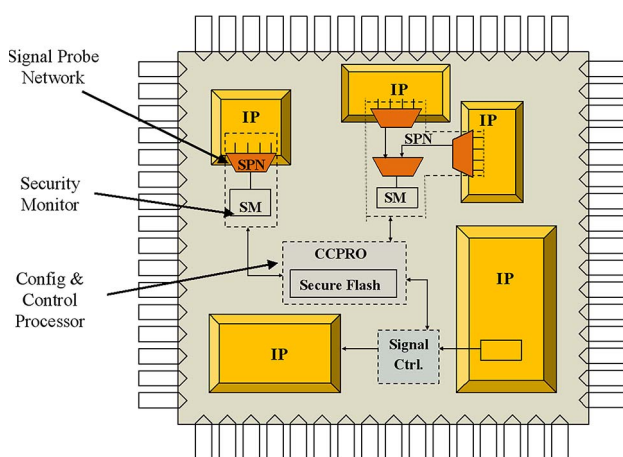 Signal Probe
Network
Security
Monitor
Config &
Control
Processor
IP
SPN
SM
IP
IP
SPN
SM
CCPRO
Secure Flash
IP
IP
Signal
Ctrl.